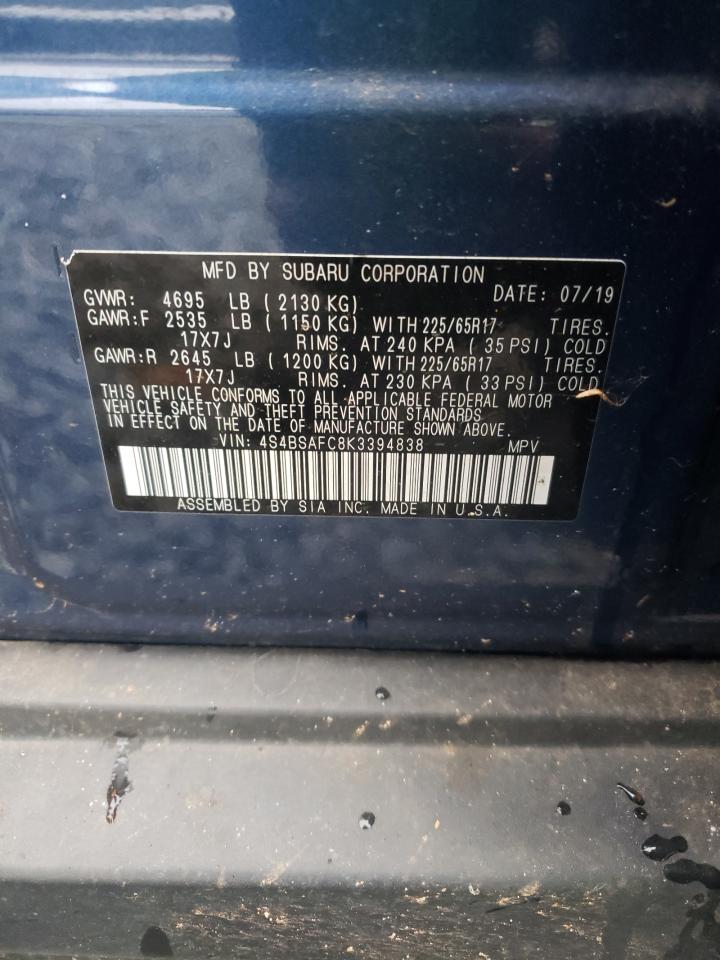 MFD BY SUBARU CORPORATION
GVWR: 4695 LB (2130 KG) DATE: 07/19
GAWR:F 2535 LB (1150 KG) WITH 225/65R17 TIRES.
17X7J RIMS. AT 240 KPA (35 PSI) COLD
GAWR:R 2645 LB (1200 KG) WITH 225/65R17 TIRES.
17X7J RIMS. AT 230 KPA (33 PSI) COLD
THIS VEHICLE CONFORMS TO ALL APPLICABLE FEDERAL MOTOR
VEHICLE SAFETY AND THEFT PREVENTION STANDARDS
IN EFFECT ON THE DATE OF MANUFACTURE SHOWN ABOVE.
VIN: 4S4BSAFC8K3394838 MPV
ASSEMBLED BY SIA INC. MADE IN U.S.A.